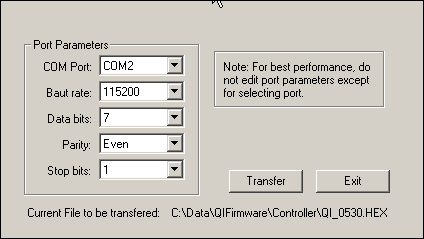 Port Parameters
COM Port: COM2
Baut rate: 115200
Data bits: 7
Parity: Even
Stop bits: 1
Note: For best performance, do
not edit port parameters except
for selecting port.
Transfer Exit
Current File to be transfered: C:\Data\QIFirmware\Controller\QI_0530.HEX